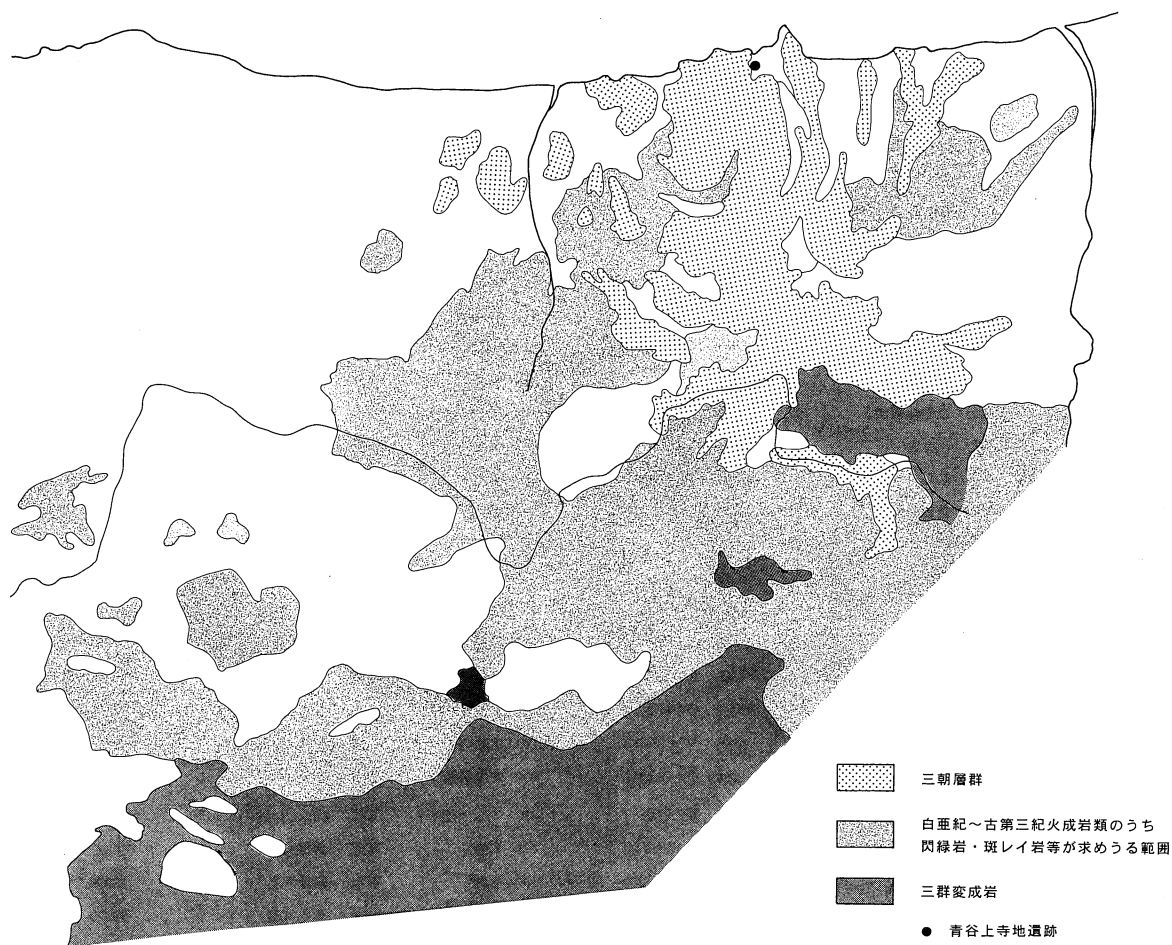 三朝層群
白亜紀〜古第三紀火成岩類のうち
閃緑岩・斑レイ岩等が求めうる範囲
三群変成岩
青谷上寺地遺跡